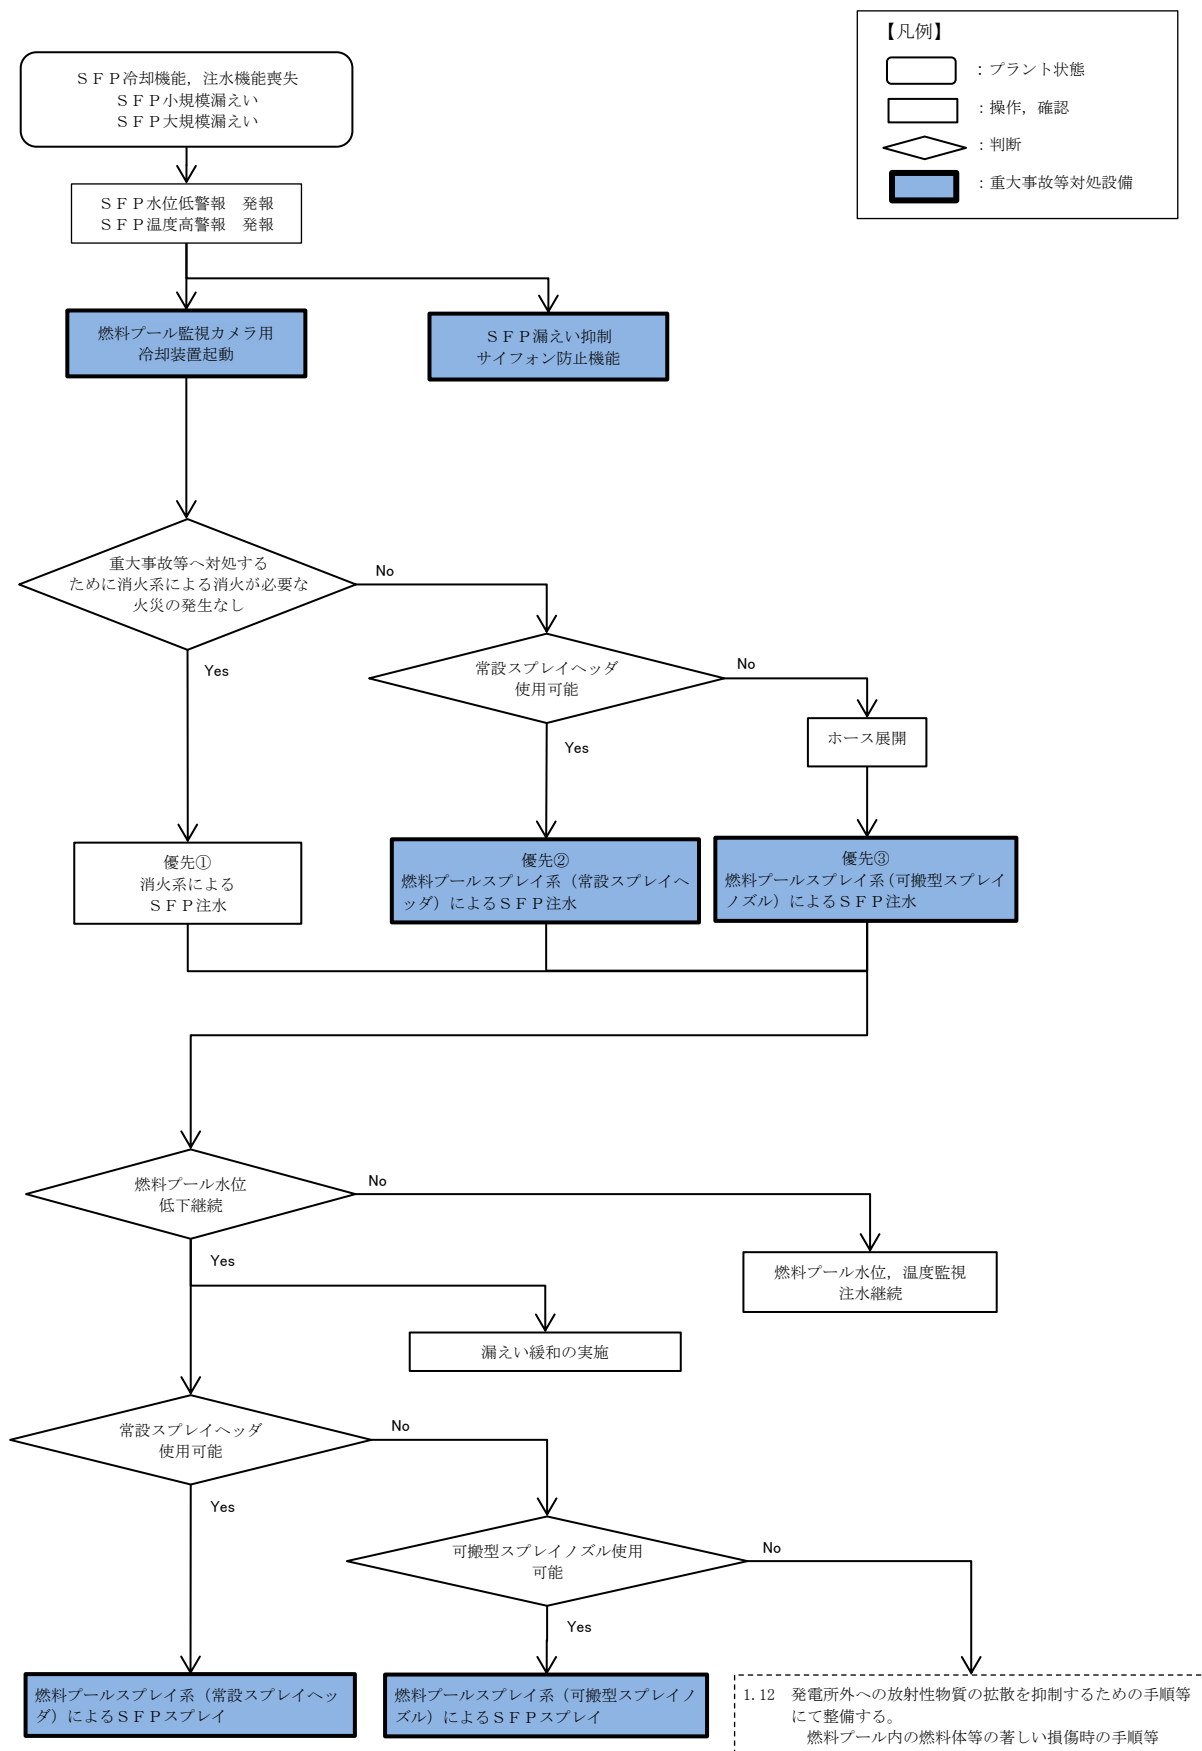 【凡例】
：プラント状態
：操作，確認
：判断
：重大事故等対処設備
ＳＦＰ冷却機能，注水機能喪失
ＳＦＰ小規模漏えい
ＳＦＰ大規模漏えい
ＳＦＰ水位低警報　発報
ＳＦＰ温度高警報　発報
燃料プール監視カメラ用
冷却装置起動
ＳＦＰ漏えい抑制
サイフォン防止機能
重大事故等へ対処する
ために消火系による消火が必要な
火災の発生なし
No
Yes
常設スプレイヘッダ
使用可能
No
Yes
ホース展開
優先①
消火系による
ＳＦＰ注水
優先②
燃料プールスプレイ系（常設スプレイヘ
ッダ）によるＳＦＰ注水
優先③
燃料プールスプレイ系（可搬型スプレイ
ノズル）によるＳＦＰ注水
燃料プール水位
低下継続
No
Yes
燃料プール水位，温度監視
注水継続
漏えい緩和の実施
常設スプレイヘッダ
使用可能
No
Yes
可搬型スプレイノズル使用
可能
No
Yes
燃料プールスプレイ系（常設スプレイヘッ
ダ）によるＳＦＰスプレイ
燃料プールスプレイ系（可搬型スプレイノ
ズル）によるＳＦＰスプレイ
1.12　発電所外への放射性物質の拡散を抑制するための手順等
にて整備する。
燃料プール内の燃料体等の著しい損傷時の手順等